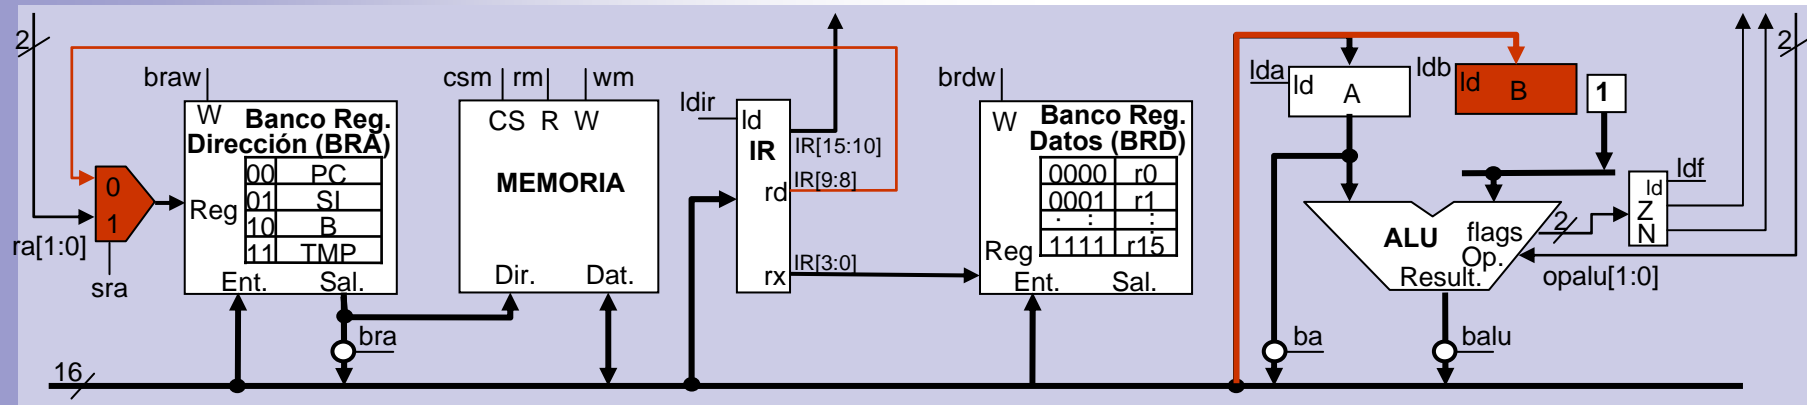 2
ra[1:0]
0
1
sra
braw
W
Banco Reg.
Dirección (BRA)
00 PC
01 SI
10 B
11 TMP
Reg
Ent.
Sal.
bra
16
csm
rm
wm
CS R W
MEMORIA
Dir.
Dat.
ldir
ld
IR
rd
rx
IR[15:10]
IR[9:8]
IR[3:0]
brdw
W
Banco Reg.
Datos (BRD)
0000 r0
0001 r1
: : :
1111 r15
Reg
Ent.
Sal.
lda
ld
A
ldb
ld
B
1
ALU
flags
Op.
Result.
2
ldf
ld
Z
N
2
opalu[1:0]
ba
balu